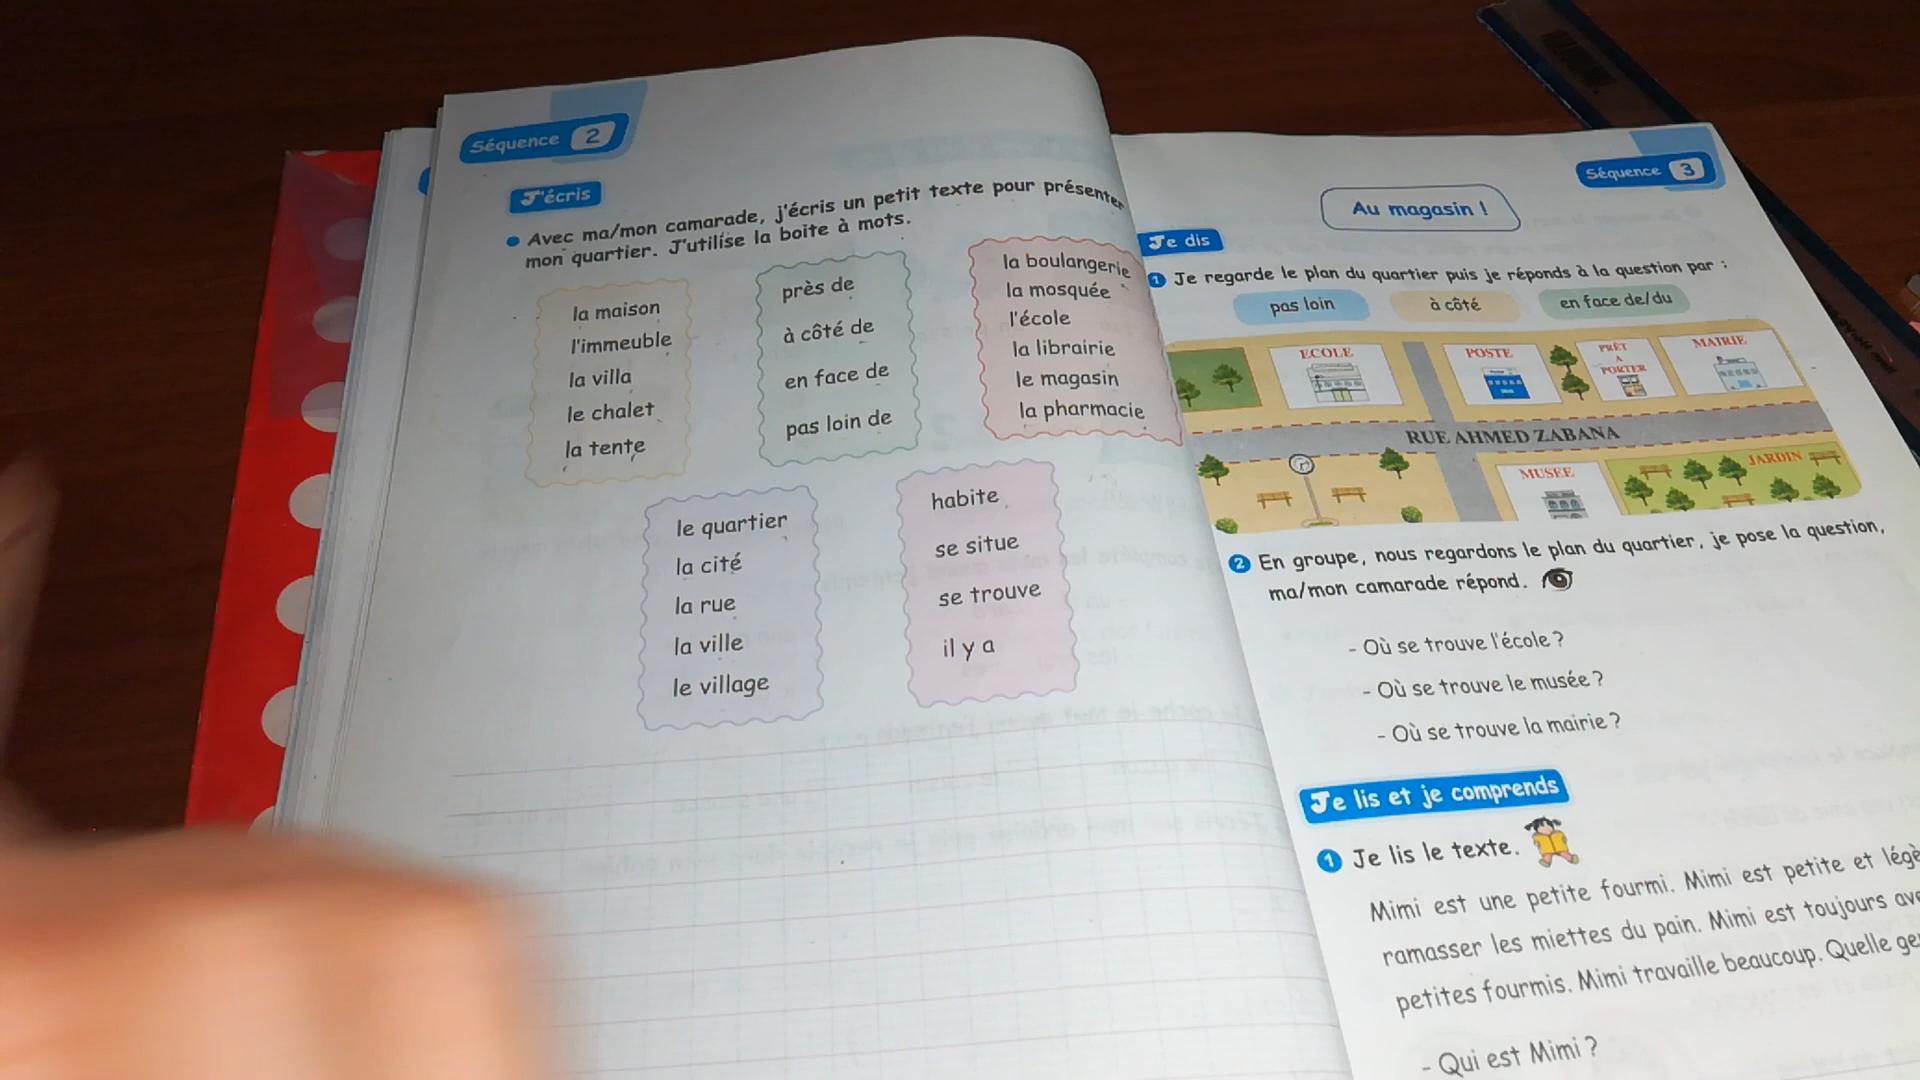 Séquence 2
J'écris
Avec ma/mon camarade, j'écris un petit texte pour présenter
mon quartier. J'utilise la boite à mots.
la maison
l'immeuble
la villa
le chalet
la tente
près de
à côté de
en face de
pas loin de
la boulangerie
la mosquée
l'école
la librairie
le magasin
la pharmacie
le quartier
la cité
la rue
la ville
le village
habite
se situe
se trouve
il y a
Séquence 3
Au magasin !
Je dis
1 Je regarde le plan du quartier puis je réponds à la question par :
pas loin
à côté
en face de/du
ECOLE
POSTE
PRÊT
A
PORTER
MAIRIE
RUE AHMED ZABANA
MUSEE
JARDIN
2 En groupe, nous regardons le plan du quartier, je pose la question,
ma/mon camarade répond.
- Où se trouve l'école ?
- Où se trouve le musée ?
- Où se trouve la mairie ?
Je lis et je comprends
1 Je lis le texte.
Mimi est une petite fourmi. Mimi est petite et
ramasser les miettes du pain. Mimi est toujours
petites fourmis. Mimi travaille beaucoup. Quelle
- Qui est Mimi ?